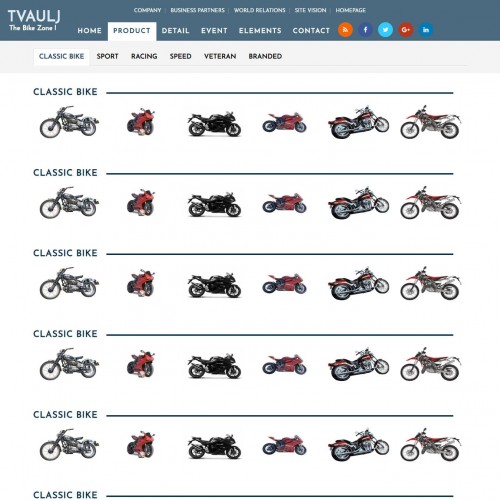 COMPANY BUSINESS PARTNERS WORLD RELATIONS SITE VISION HOMEPAGE
TVAULJ
The Bike Zone !
HOME PRODUCT DETAIL EVENT ELEMENTS CONTACT
CLASSIC BIKE SPORT RACING SPEED VETERAN BRANDED
CLASSIC BIKE
CLASSIC BIKE
CLASSIC BIKE
CLASSIC BIKE
CLASSIC BIKE
CLASSIC BIKE